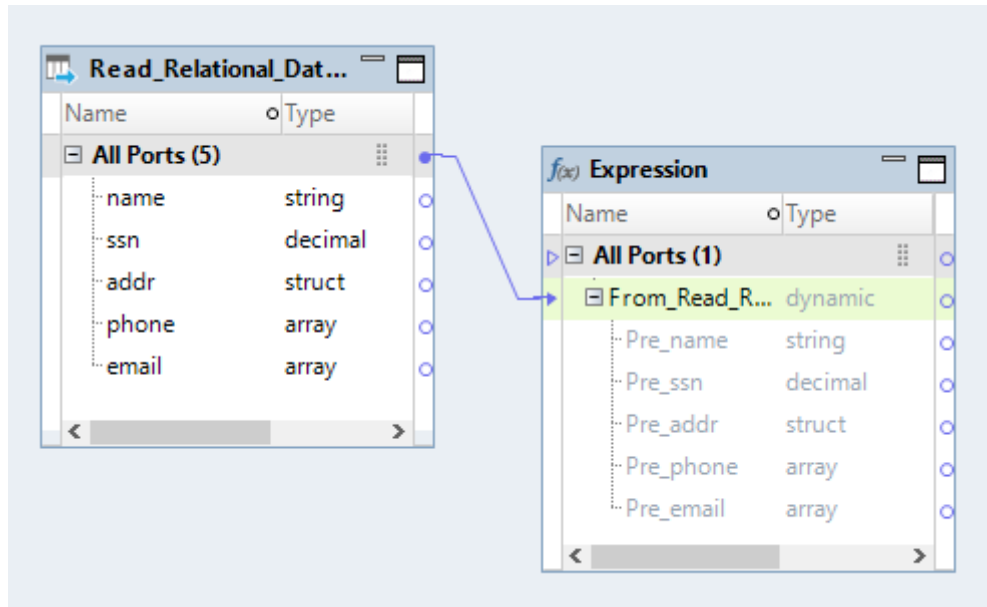 Read_Relational_Dat...
Name Type
All Ports (5)
name string
ssn decimal
addr struct
phone array
email array
f(x) Expression
Name Type
All Ports (1)
From_Read_R... dynamic
Pre_name string
Pre_ssn decimal
Pre_addr struct
Pre_phone array
Pre_email array